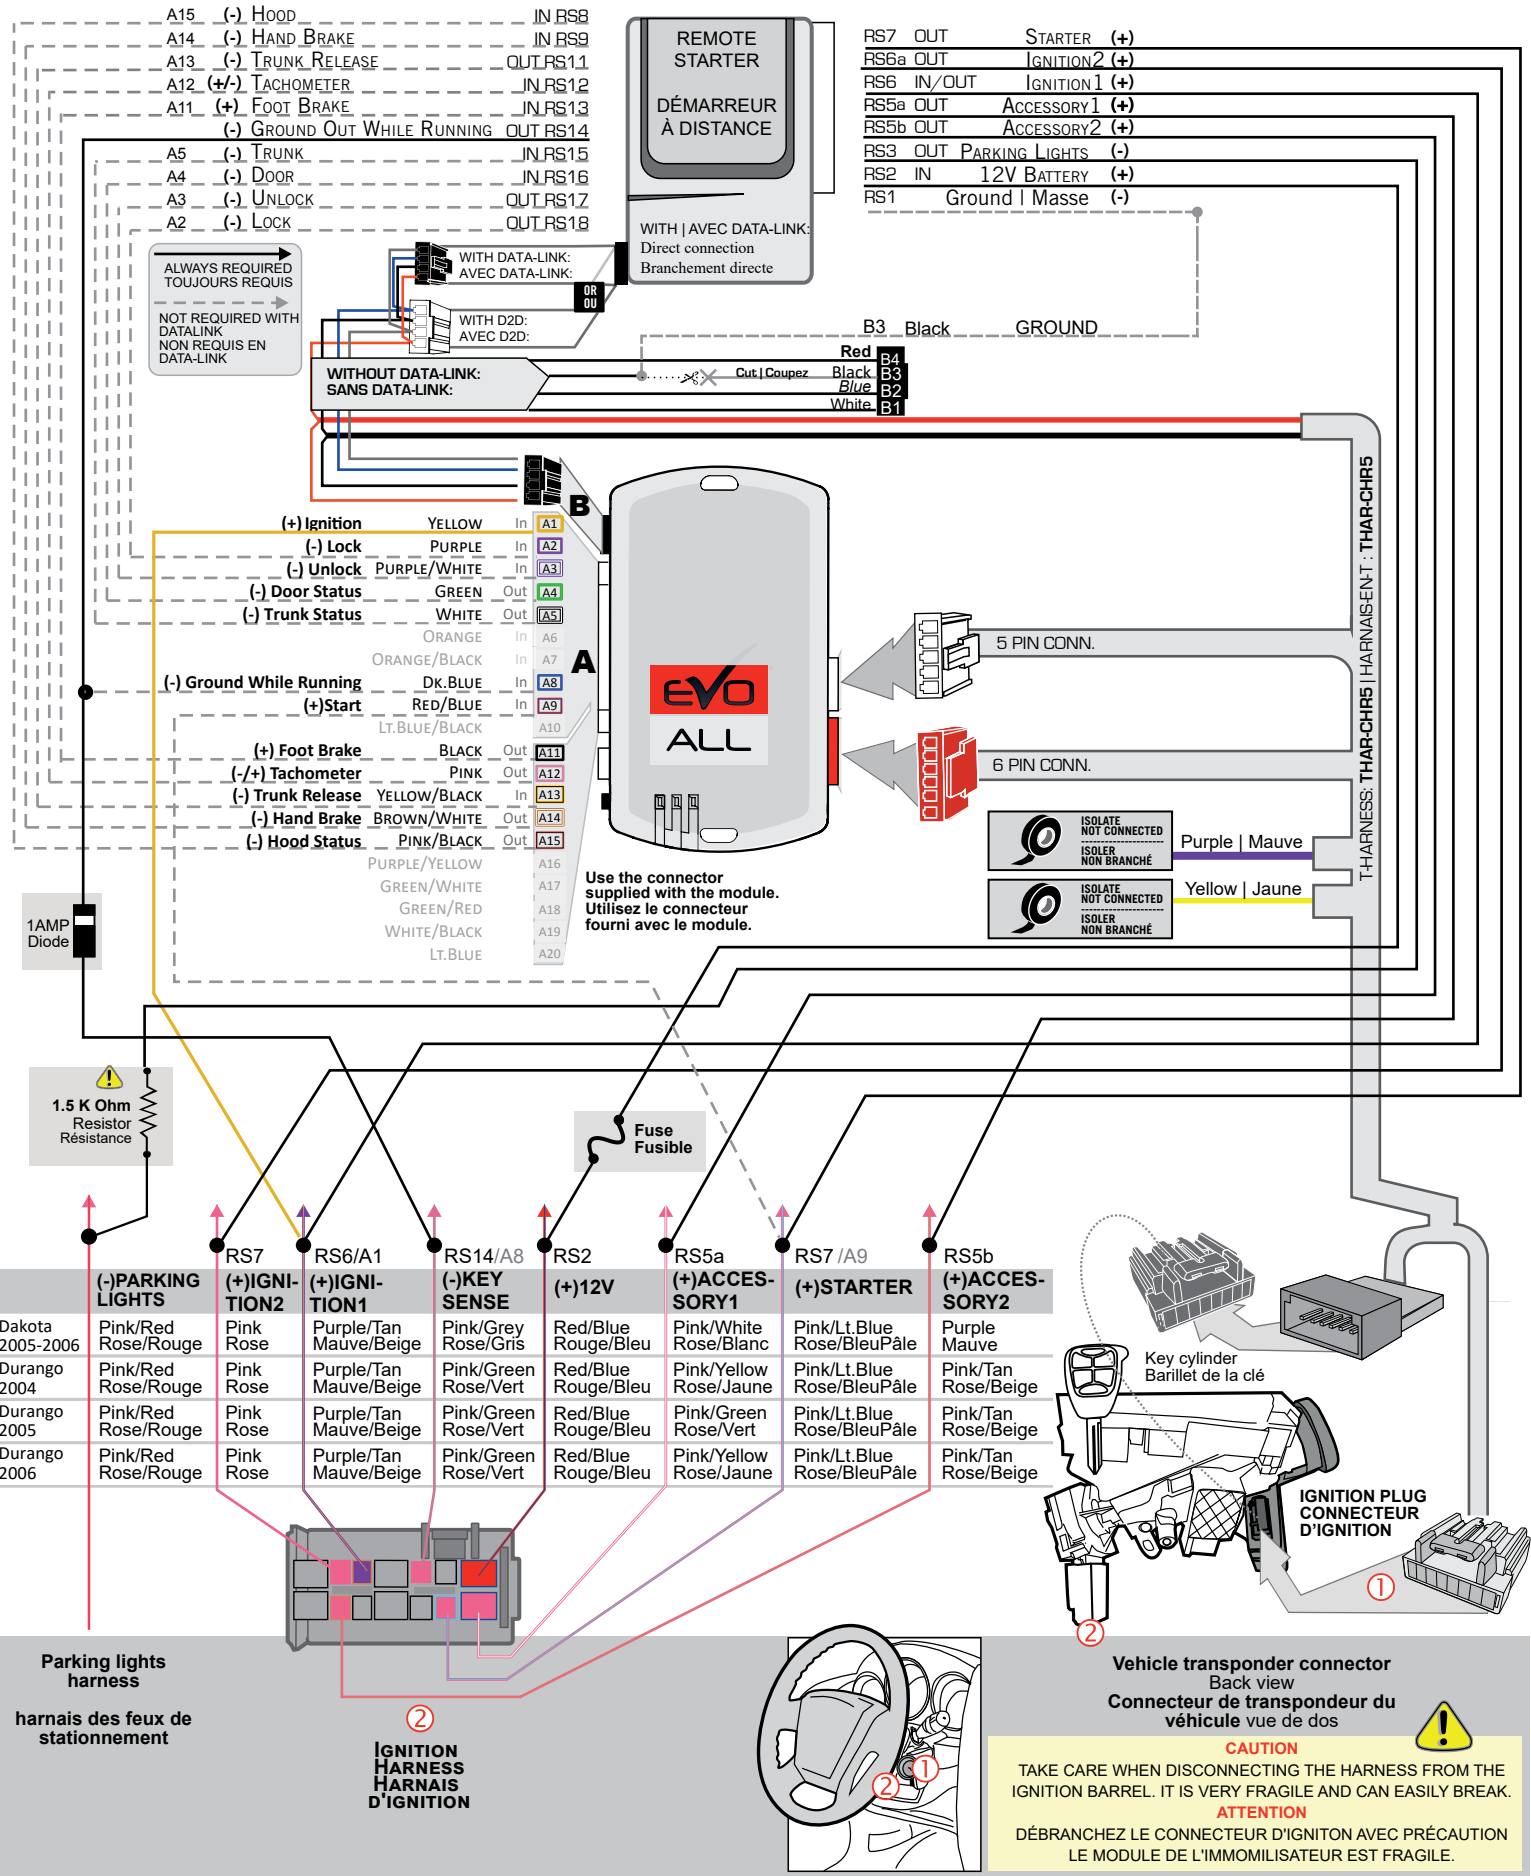 A15 (-) HOOD IN RS8
A14 (-) HAND BRAKE IN RS9
A13 (-) TRUNK RELEASE OUT RS11
A12 (+/-) TACHOMETER IN RS12
A11 (+) FOOT BRAKE IN RS13
(-) GROUND OUT WHILE RUNNING OUT RS14
A5 (-) TRUNK IN RS15
A4 (-) DOOR IN RS16
A3 (-) UNLOCK OUT RS17
A2 (-) LOCK OUT RS18
REMOTE
STARTER
DÉMARREUR
À DISTANCE
WITH | AVEC DATA-LINK:
Direct connection
Branchement directe
RS7 OUT STARTER (+)
RS6a OUT IGNITION2 (+)
RS6 IN/OUT IGNITION1 (+)
RS5a OUT ACCESSORY1 (+)
RS5b OUT ACCESSORY2 (+)
RS3 OUT PARKING LIGHTS (-)
RS2 IN 12V BATTERY (+)
RS1 Ground | Masse (-)
ALWAYS REQUIRED
TOUJOURS REQUIS
NOT REQUIRED WITH
DATALINK
NON REQUIS EN
DATA-LINK
WITH DATA-LINK:
AVEC DATA-LINK:
OR
OU
WITH D2D:
AVEC D2D:
WITHOUT DATA-LINK:
SANS DATA-LINK:
B3 Black GROUND
Cut | Coupez
Red B4
Black B3
Blue B2
White B1
B
(+) Ignition YELLOW In A1
(-) Lock PURPLE In A2
(-) Unlock PURPLE/WHITE In A3
(-) Door Status GREEN Out A4
(-) Trunk Status WHITE Out A5
ORANGE In A6
ORANGE/BLACK In A7
A
(-) Ground While Running DK.BLUE In A8
(+)Start RED/BLUE In A9
LT.BLUE/BLACK A10
(+) Foot Brake BLACK Out A11
(-/+) Tachometer PINK Out A12
(-) Trunk Release YELLOW/BLACK In A13
(-) Hand Brake BROWN/WHITE Out A14
(-) Hood Status PINK/BLACK Out A15
PURPLE/YELLOW A16
GREEN/WHITE A17
GREEN/RED A18
WHITE/BLACK A19
LT.BLUE A20
EVO
ALL
Use the connector
supplied with the module.
Utilisez le connecteur
fourni avec le module.
5 PIN CONN.
6 PIN CONN.
T-HARNESS: THAR-CHR5 | HARNAIS-EN-T : THAR-CHR5
ISOLATE
NOT CONNECTED
ISOLER
NON BRANCHÉ
Purple | Mauve
ISOLATE
NOT CONNECTED
ISOLER
NON BRANCHÉ
Yellow | Jaune
1AMP
Diode
1.5 K Ohm
Resistor
Résistance
Fuse
Fusible
RS7 RS6/A1 RS14/A8 RS2 RS5a RS7 /A9 RS5b
(-)PARKING LIGHTS
(+)IGNI-
TION2
(+)IGNI-
TION1
(-)KEY
SENSE
(+)12V
(+)ACCES-
SORY1
(+)STARTER
(+)ACCES-
SORY2
Dakota Pink/Red Pink Purple/Tan Pink/Grey Red/Blue Pink/White Pink/Lt.Blue Purple
2005-2006 Rose/Rouge Rose Mauve/Beige Rose/Gris Rouge/Bleu Rose/Blanc Rose/BleuPâle Mauve
Durango Pink/Red Pink Purple/Tan Pink/Green Red/Blue Pink/Yellow Pink/Lt.Blue Pink/Tan
2004 Rose/Rouge Rose Mauve/Beige Rose/Vert Rouge/Bleu Rose/Jaune Rose/BleuPâle Rose/Beige
Durango Pink/Red Pink Purple/Tan Pink/Green Red/Blue Pink/Green Pink/Lt.Blue Pink/Tan
2005 Rose/Rouge Rose Mauve/Beige Rose/Vert Rouge/Bleu Rose/Vert Rose/BleuPâle Rose/Beige
Durango Pink/Red Pink Purple/Tan Pink/Green Red/Blue Pink/Yellow Pink/Lt.Blue Pink/Tan
2006 Rose/Rouge Rose Mauve/Beige Rose/Vert Rouge/Bleu Rose/Jaune Rose/BleuPâle Rose/Beige
Key cylinder
Barillet de la clé
IGNITION PLUG
CONNECTEUR
D'IGNITION
1
2
Parking lights
harness
harnais des feux de
stationnement
2
IGNITION
HARNESS
HARNAIS
D'IGNITION
1
2
Vehicle transponder connector
Back view
Connecteur de transpondeur du
véhicule vue de dos
CAUTION
TAKE CARE WHEN DISCONNECTING THE HARNESS FROM THE
IGNITION BARREL. IT IS VERY FRAGILE AND CAN EASILY BREAK.
ATTENTION
DÉBRANCHEZ LE CONNECTEUR D'IGNITON AVEC PRÉCAUTION
LE MODULE DE L'IMMOMILISATEUR EST FRAGILE.